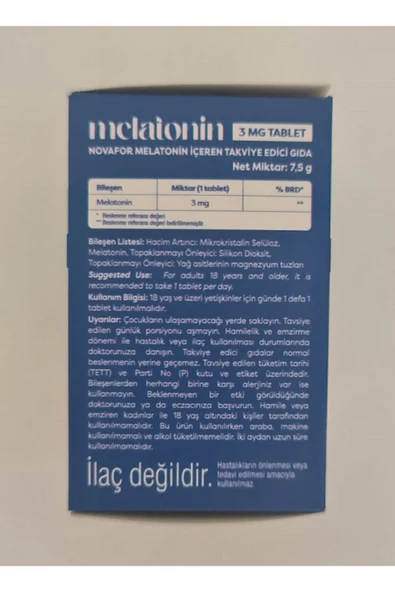 melatonin 3 MG TABLET
NOVAFOR MELATONİN İÇEREN TAKVİYE EDİCİ GIDA
Net Miktar: 7,5 g
Bileşen Miktar (1 tablet) % BRD*
Melatonin 3 mg **
* Beslenme referans değeri
** Beslenme referans değeri belirtilmemiştir.
Bileşen Listesi: Hacim Artırıcı: Mikrokristalin Selüloz,
Melatonin, Topaklanmayı Önleyici: Silikon Dioksit,
Topaklanmayı Önleyici: Yağ asitlerinin magnezyum tuzları
Suggested Use: For adults 18 years and older, it is
recommended to take 1 tablet per day.
Kullanım Bilgisi: 18 yaş ve üzeri yetişkinler için günde 1 defa 1
tablet kullanılmalıdır.
Uyarılar: Çocukların ulaşamayacağı yerde saklayın. Tavsiye
edilen günlük porsiyonu aşmayın. Hamilelik ve emzirme
dönemi ile hastalık veya ilaç kullanılması durumlarında
doktorunuza danışın. Takviye edici gıdalar normal
beslenmenin yerine geçemez. Tavsiye edilen tüketim tarihi
(TETT) ve Parti No (P) kutu ve etiket üzerindedir.
Bileşenlerden herhangi birine karşı alerjiniz var ise
kullanmayın. Beklenmeyen bir etki görüldüğünde
doktorunuza ya da eczacınıza başvurun. Hamile veya
emziren kadınlar ile 18 yaş altındaki kişiler tarafından
kullanılmamalıdır. Bu ürün kullanılırken araba, makine
kullanılmamalı ve alkol tüketilmemelidir. İki aydan uzun süre
kullanılmamalıdır.
İlaç değildir. Hastalıkların önlenmesi veya
tedavi edilmesi amacıyla
kullanılmaz.